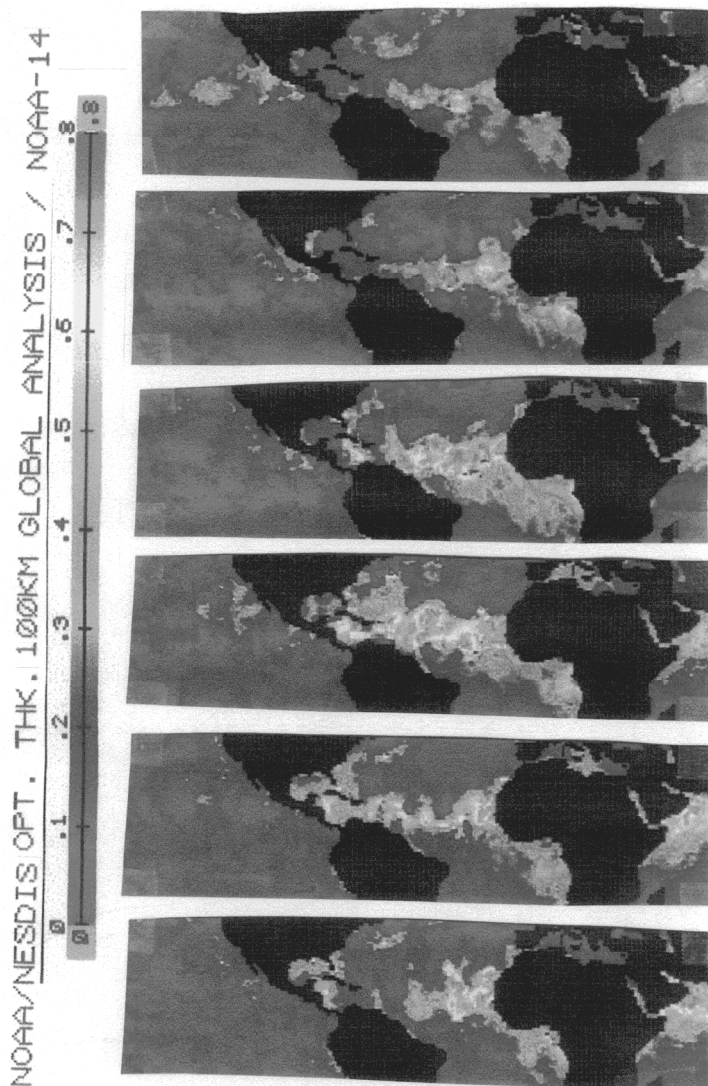 NOAA/NESDIS OPT. THK. 100KM GLOBAL ANALYSIS / NOAA-14
0 .1 .2 .3 .4 .5 .6 .7 .8
0 .8